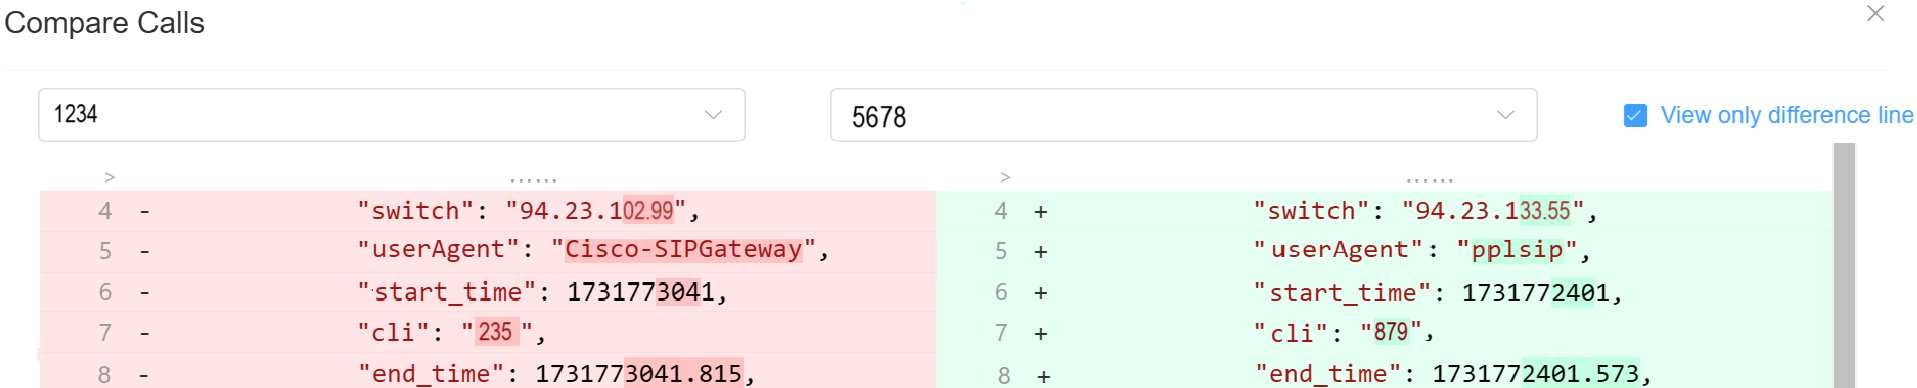 Compare Calls
1234 5678 View only difference line
> ...... > ......
4 - "switch": "94.23.102.99", 4 + "switch": "94.23.133.55",
5 - "userAgent": "Cisco-SIPGateway", 5 + "userAgent": "pplsip",
6 - "start_time": 1731773041, 6 + "start_time": 1731772401,
7 - "cli": "235", 7 + "cli": "879",
8 - "end_time": 1731773041.815, 8 + "end_time": 1731772401.573,